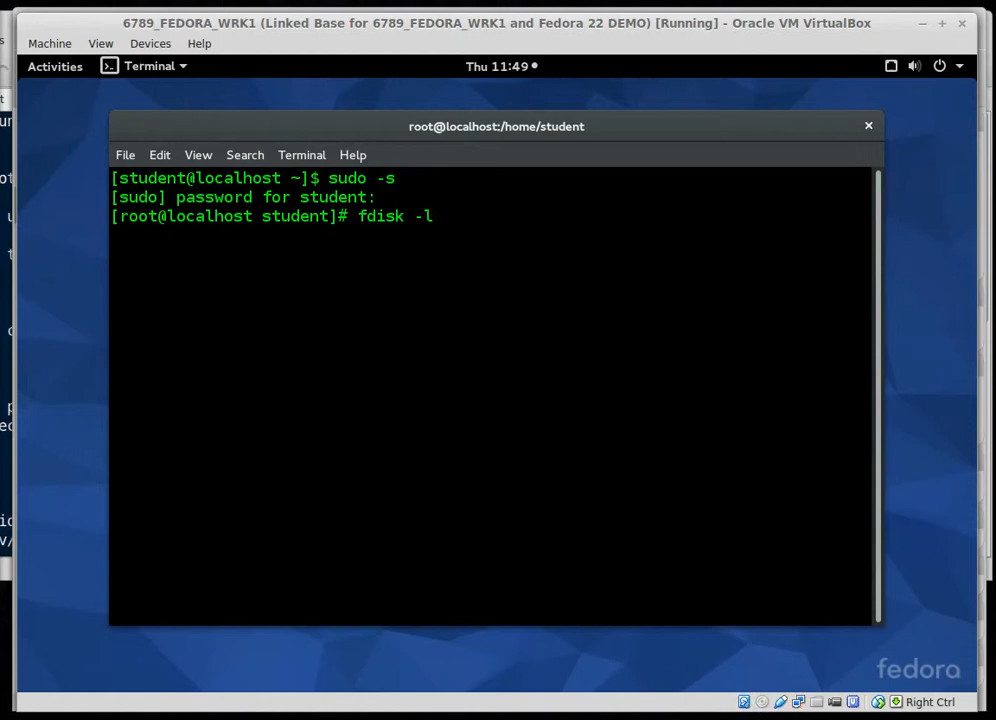 6789_FEDORA_WRK1 (Linked Base for 6789_FEDORA_WRK1 and Fedora 22 DEMO) [Running] - Oracle VM VirtualBox
Machine View Devices Help
Activities Terminal Thu 11:49
root@localhost:/home/student
File Edit View Search Terminal Help
[student@localhost ~]$ sudo -s
[sudo] password for student:
[root@localhost student]# fdisk -l
fedora
Right Ctrl